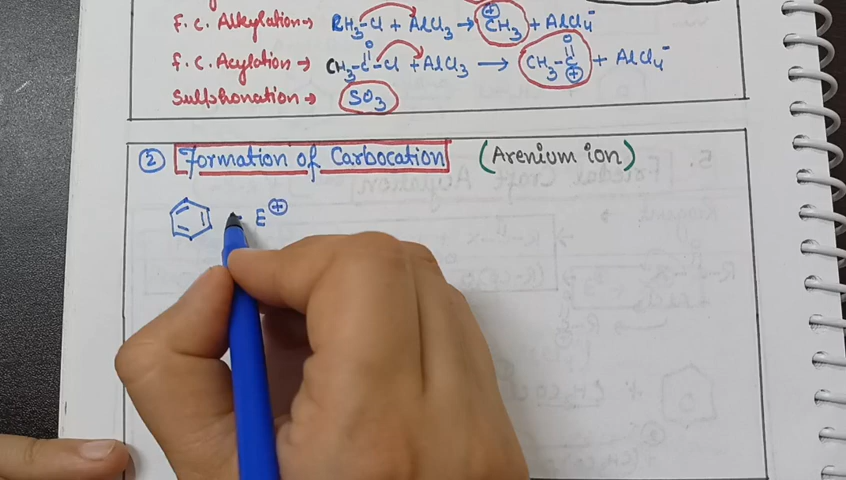 F.C. Alkylation→ CH₃-Cl + AlCl₃ → ⊕CH₃ + AlCl₄⁻
O O
F.C. Acylation → CH₃-C-Cl + AlCl₃ ⟶ CH₃-C⊕ + AlCl₄⁻
Sulphonation→ SO₃
② Formation of Carbocation (Arenium ion)
E⊕